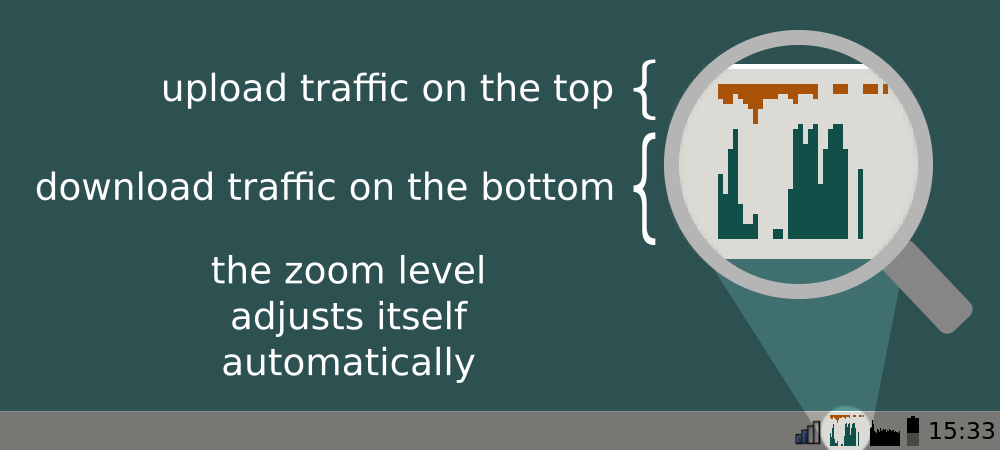 upload traffic on the top
download traffic on the bottom
the zoom level
adjusts itself
automatically
15:33